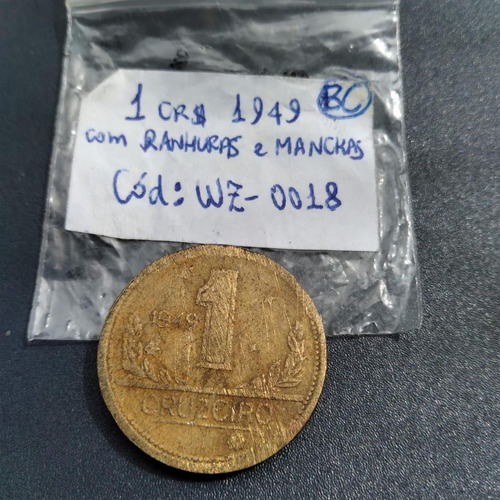 1 CR$ 1949 BC
com RANHURAS e MANCHAS
Cód: WZ-0018
1949
1
CRUZEIRO